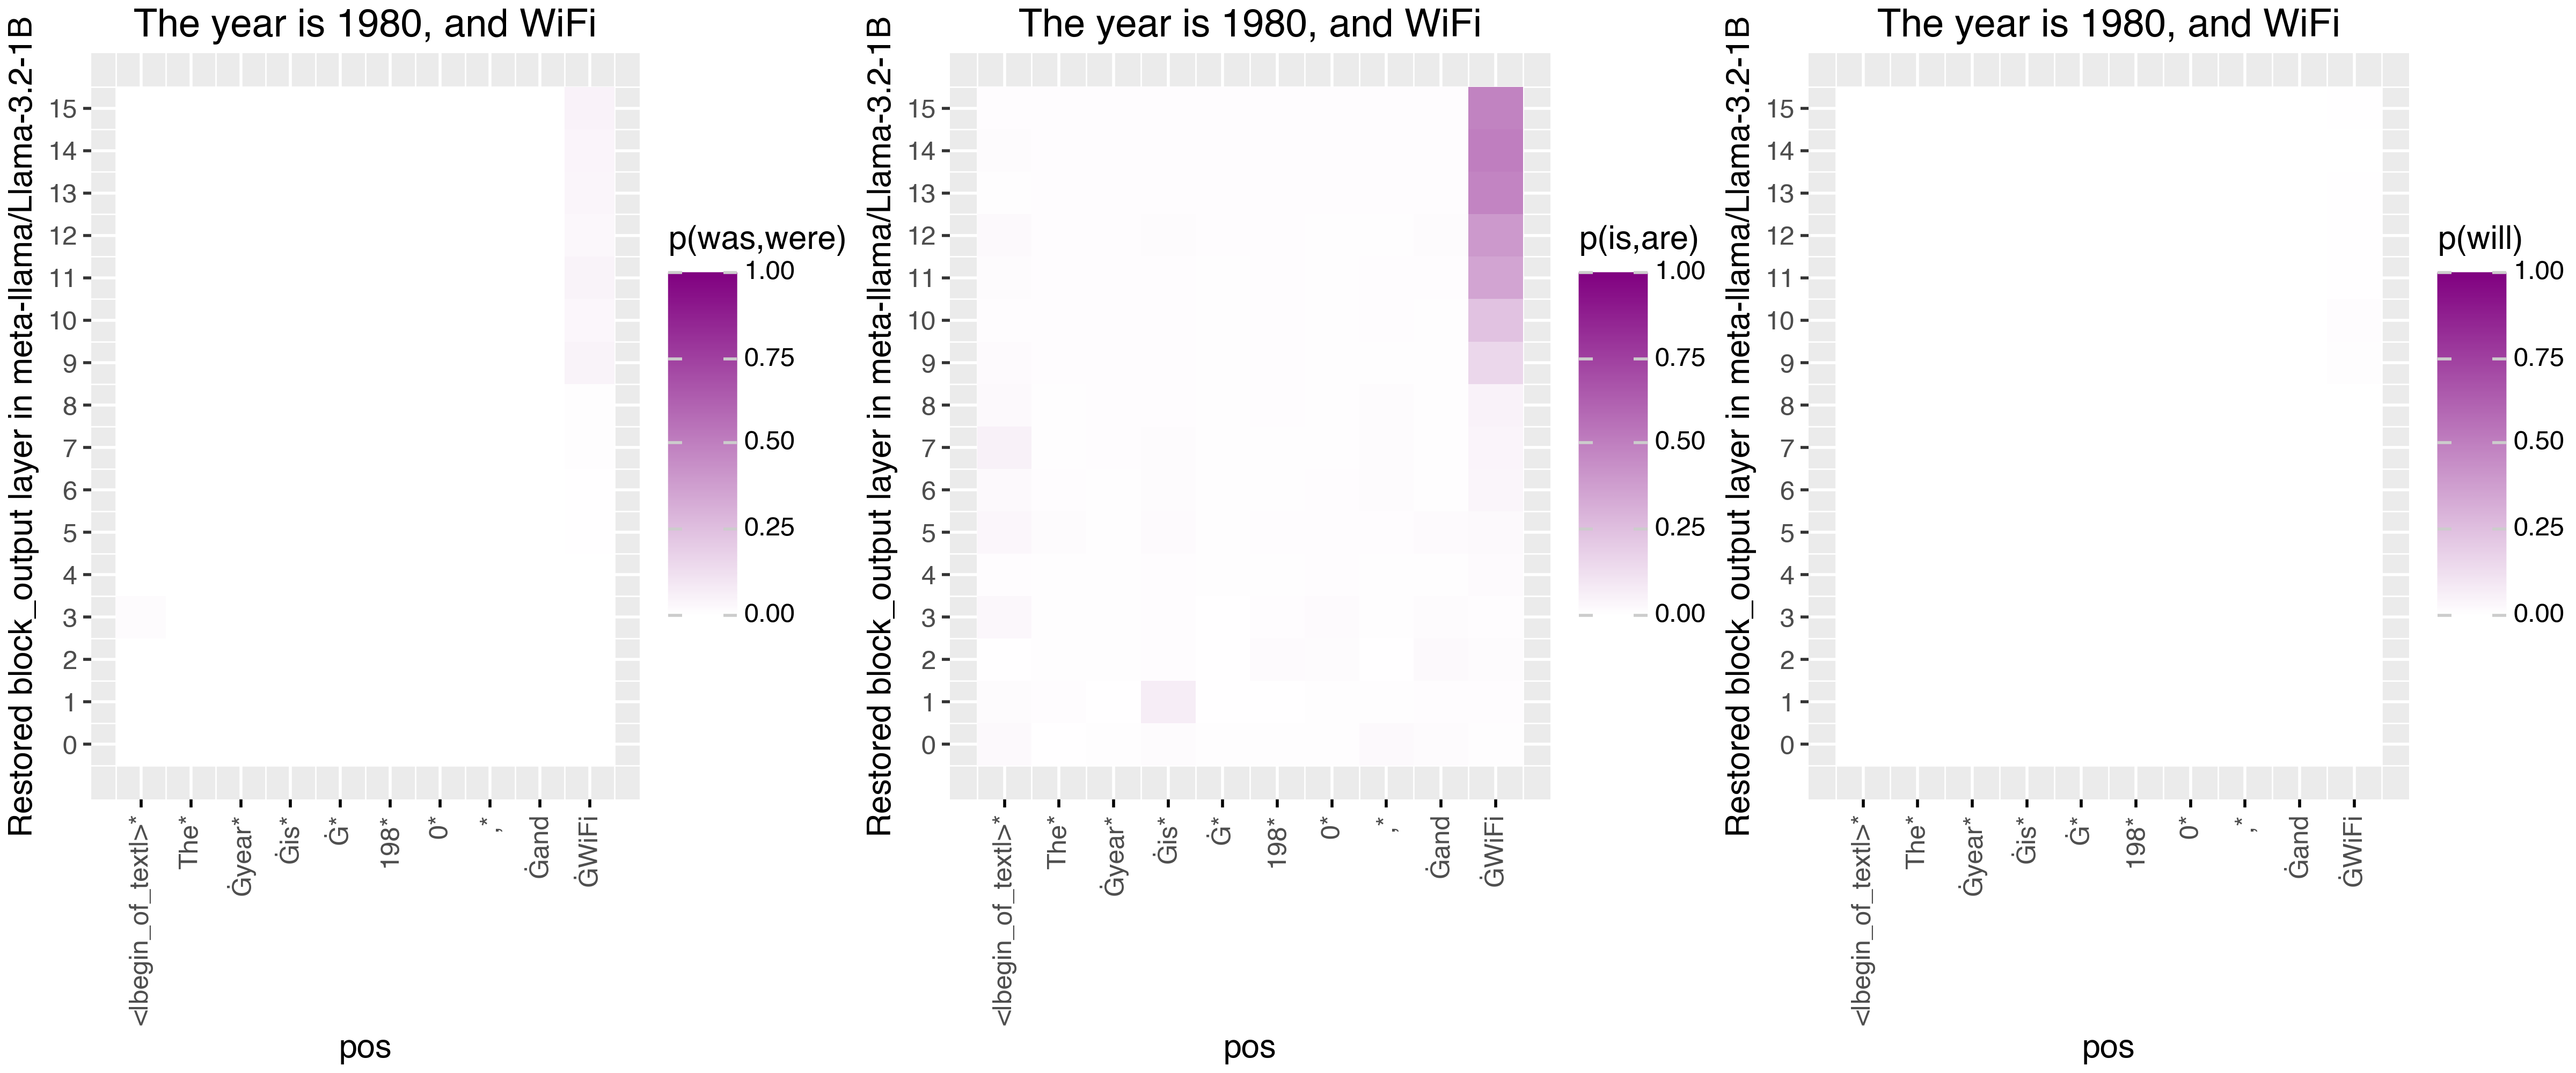 The year is 1980, and WiFi
Restored block_output layer in meta-llama/Llama-3.2-1B
15
14
13
12
11
10
9
8
7
6
5
4
3
2
1
0
<|begin_of_text|>*
The*
Ġyear*
Ġis*
Ġ*
198*
0*
,*
Ġand
ĠWiFi
pos
p(was,were)
1.00
0.75
0.50
0.25
0.00
The year is 1980, and WiFi
Restored block_output layer in meta-llama/Llama-3.2-1B
15
14
13
12
11
10
9
8
7
6
5
4
3
2
1
0
<|begin_of_text|>*
The*
Ġyear*
Ġis*
Ġ*
198*
0*
,*
Ġand
ĠWiFi
pos
p(is,are)
1.00
0.75
0.50
0.25
0.00
The year is 1980, and WiFi
Restored block_output layer in meta-llama/Llama-3.2-1B
15
14
13
12
11
10
9
8
7
6
5
4
3
2
1
0
<|begin_of_text|>*
The*
Ġyear*
Ġis*
Ġ*
198*
0*
,*
Ġand
ĠWiFi
pos
p(will)
1.00
0.75
0.50
0.25
0.00